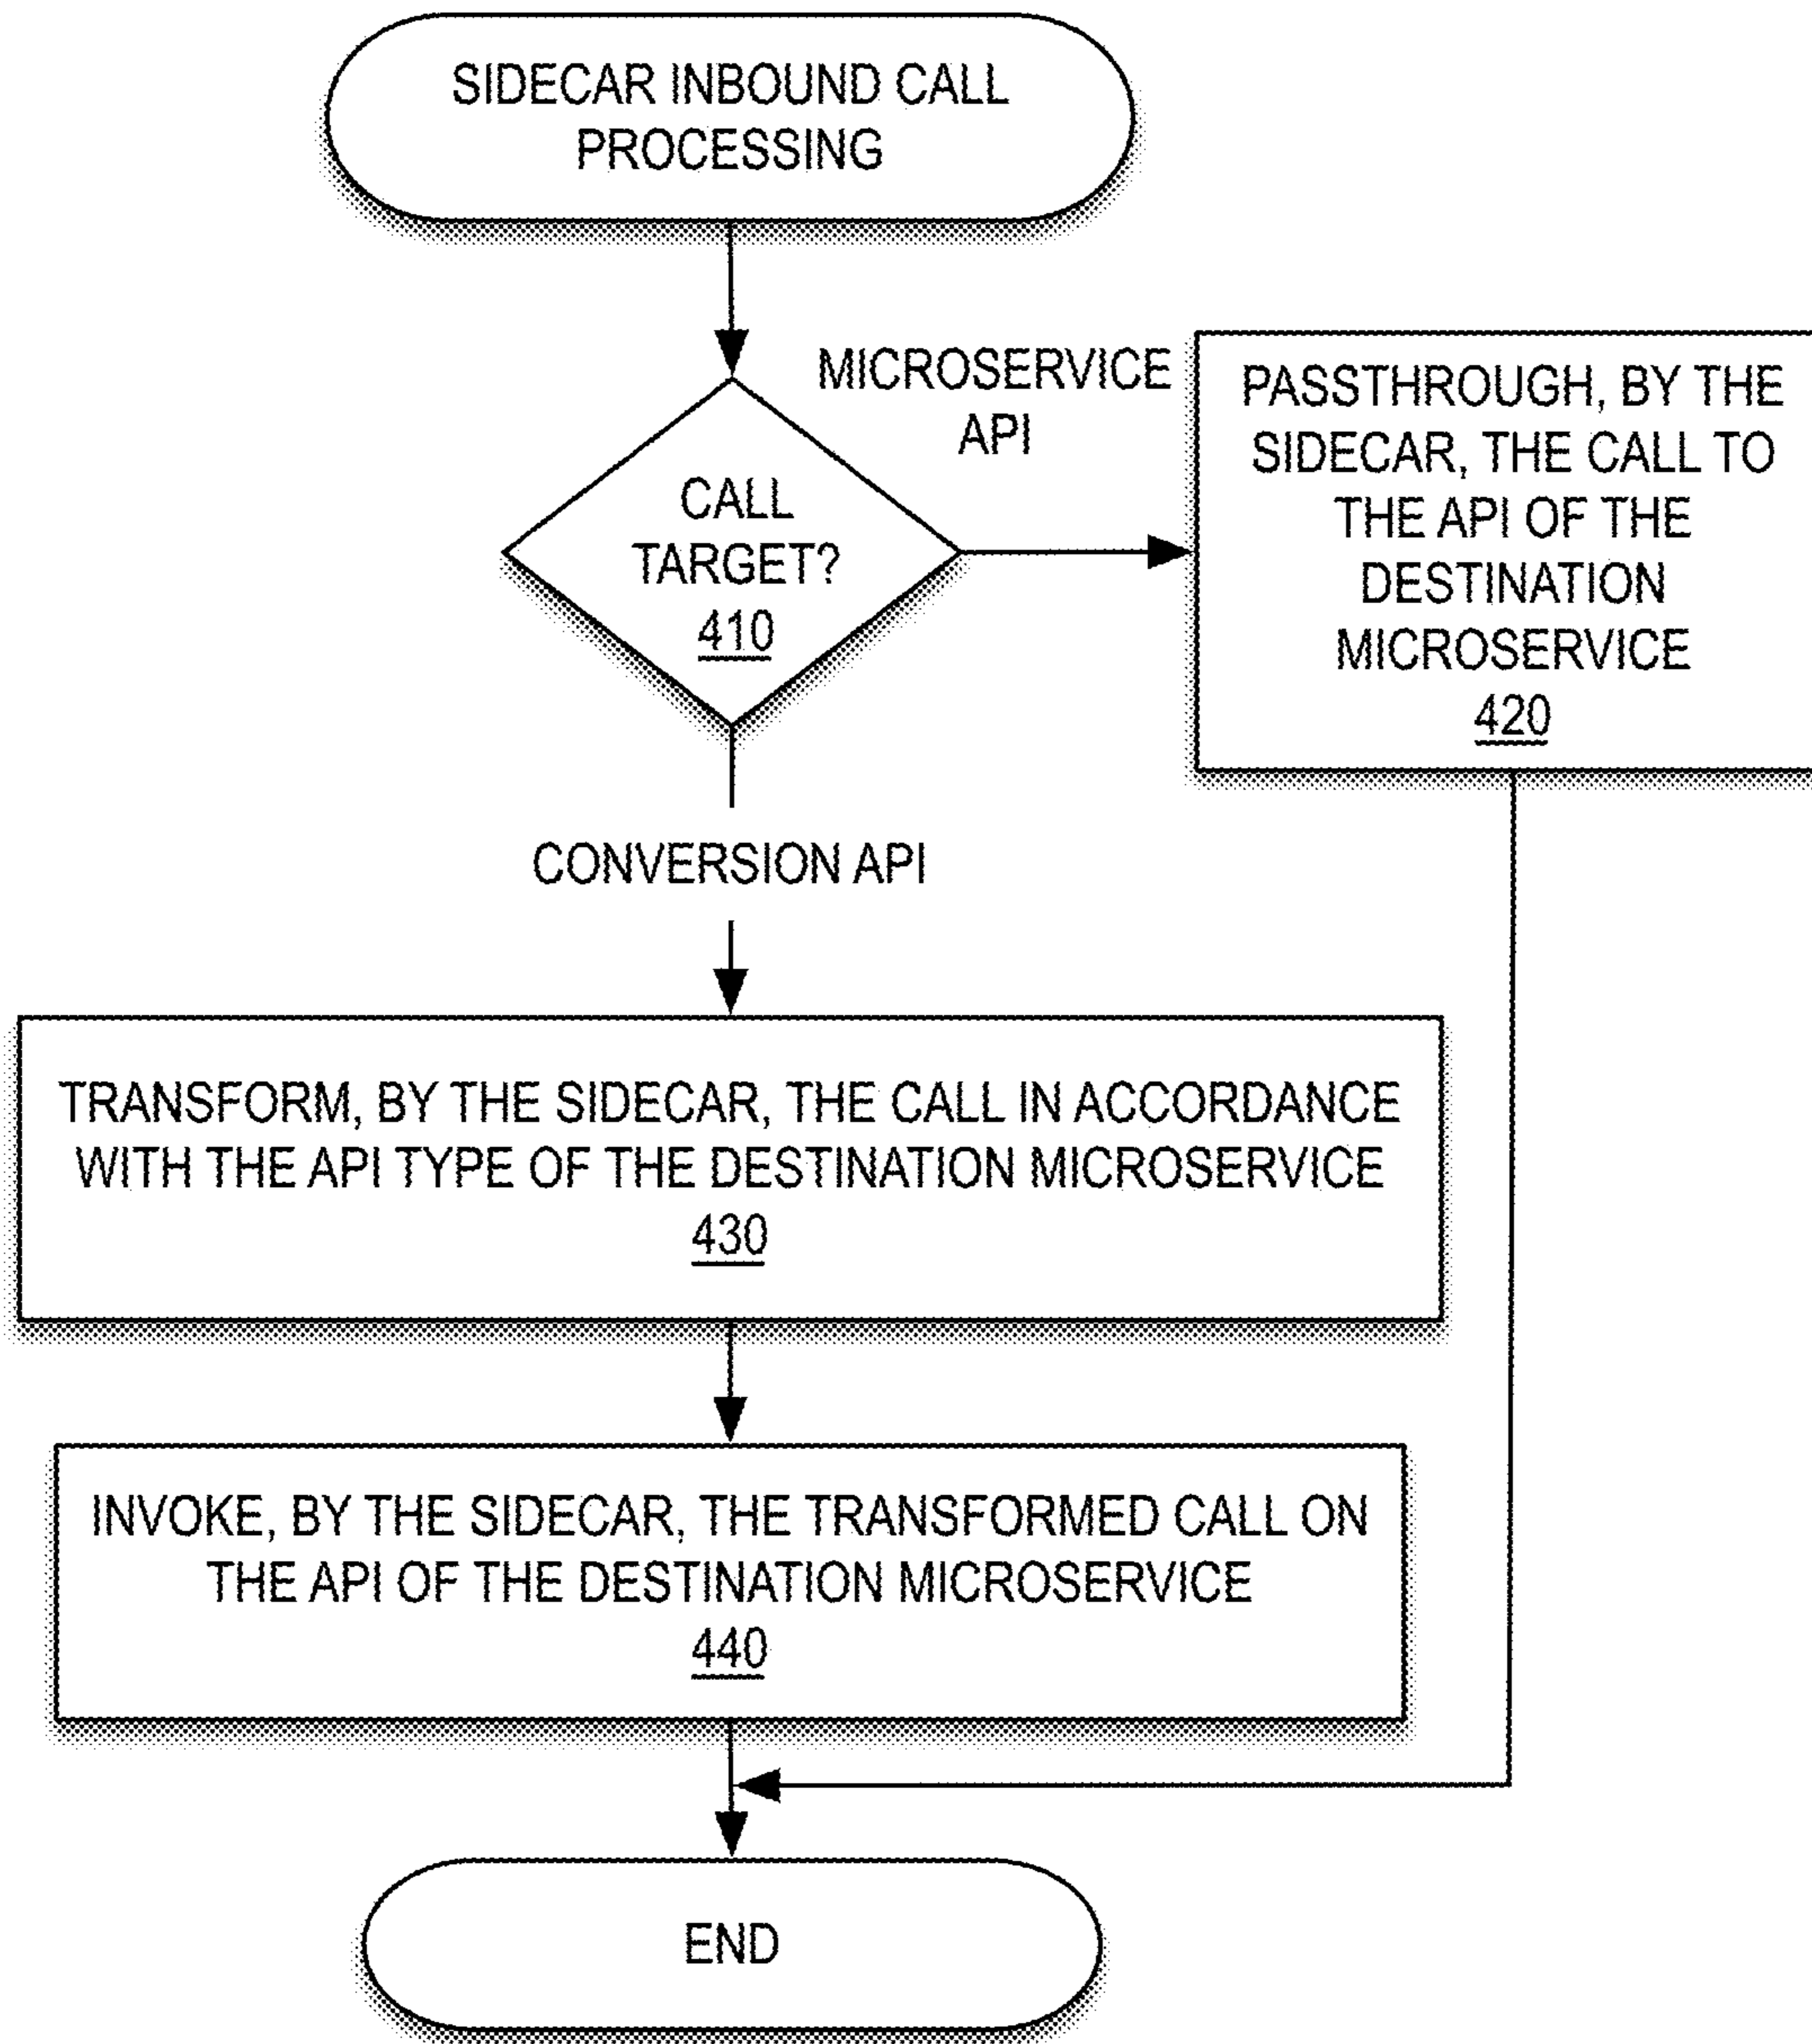 SIDECAR INBOUND CALL
PROCESSING
CALL
TARGET?
410
MICROSERVICE
API
PASSTHROUGH, BY THE
SIDECAR, THE CALL TO
THE API OF THE
DESTINATION
MICROSERVICE
420
CONVERSION API
TRANSFORM, BY THE SIDECAR, THE CALL IN ACCORDANCE
WITH THE API TYPE OF THE DESTINATION MICROSERVICE
430
INVOKE, BY THE SIDECAR, THE TRANSFORMED CALL ON
THE API OF THE DESTINATION MICROSERVICE
440
END